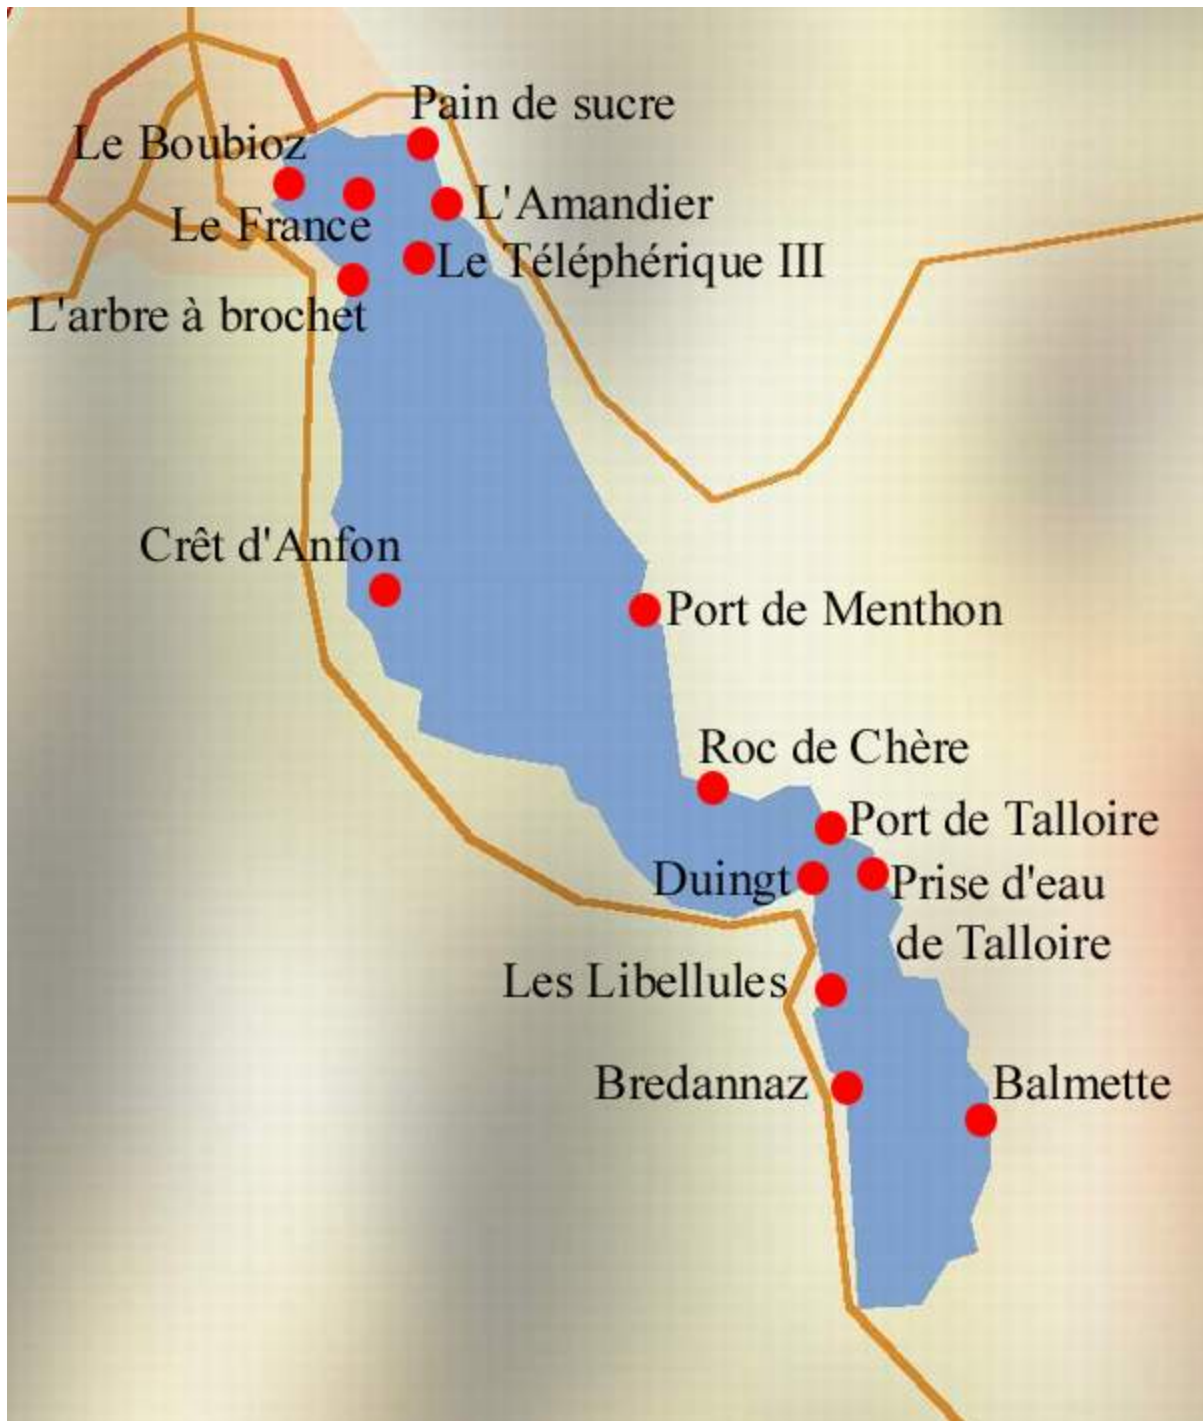 Pain de sucre
Le Boubioz
L'Amandier
Le France
Le Téléphérique III
L'arbre à brochet
Crêt d'Anfon
Port de Menthon
Roc de Chère
Port de Talloire
Duingt
Prise d'eau
de Talloire
Les Libellules
Bredannaz
Balmette